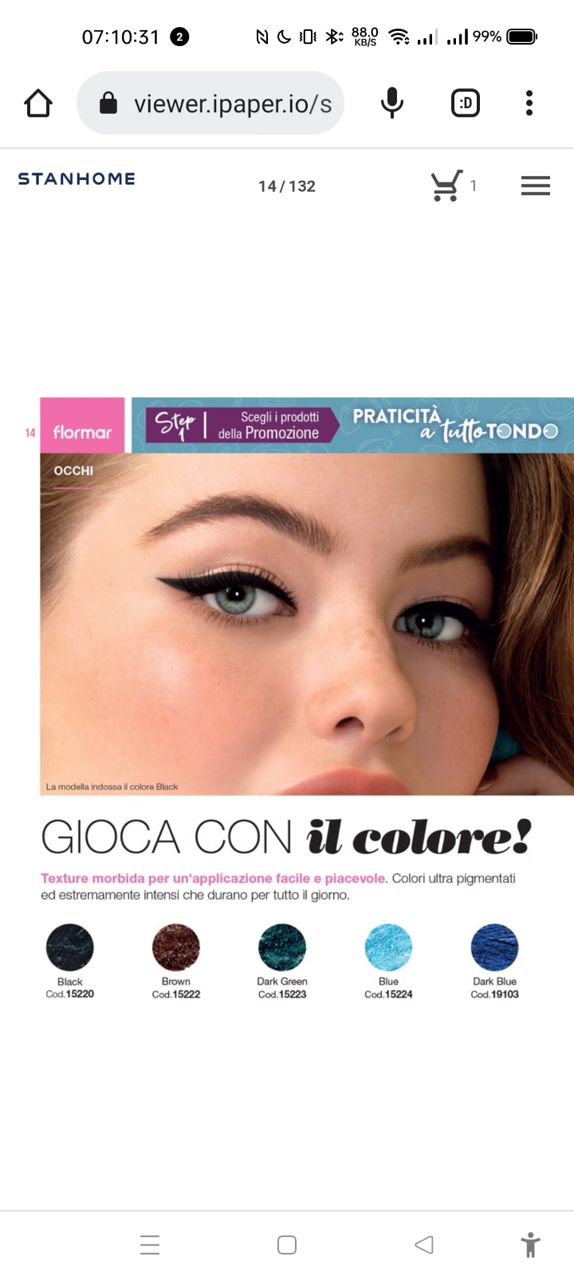 07:10:31 2 88.0 KB/S 99%
viewer.ipaper.io/s
:D
STANHOME
14 / 132
1
14
flormar
Step 1
Scegli i prodotti
della Promozione
PRATICITÀ
a tutto TONDO
OCCHI
La modella indossa il colore Black
GIOCA CON il colore!
Texture morbida per un'applicazione facile e piacevole. Colori ultra pigmentati
ed estremamente intensi che durano per tutto il giorno.
Black
Cod.15220
Brown
Cod.15222
Dark Green
Cod.15223
Blue
Cod.15224
Dark Blue
Cod.19103